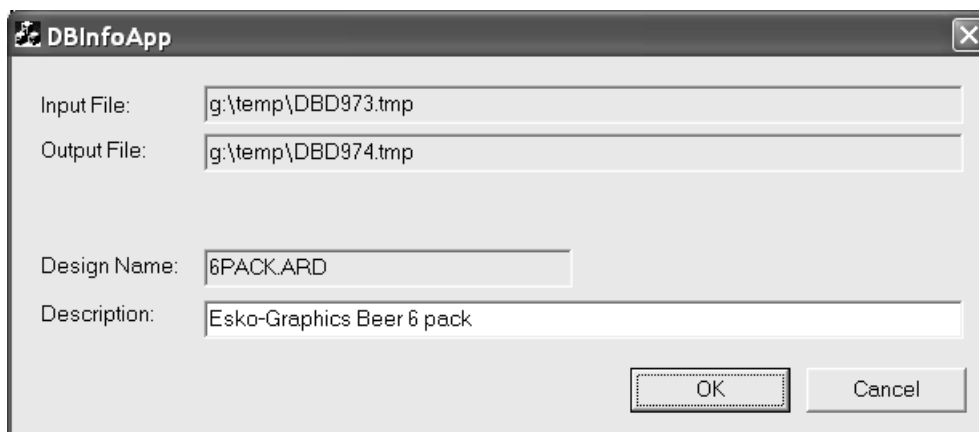 DBInfoApp
Input File: g:\temp\DBD973.tmp
Output File: g:\temp\DBD974.tmp
Design Name: 6PACK.ARD
Description: Esko-Graphics Beer 6 pack
OK Cancel